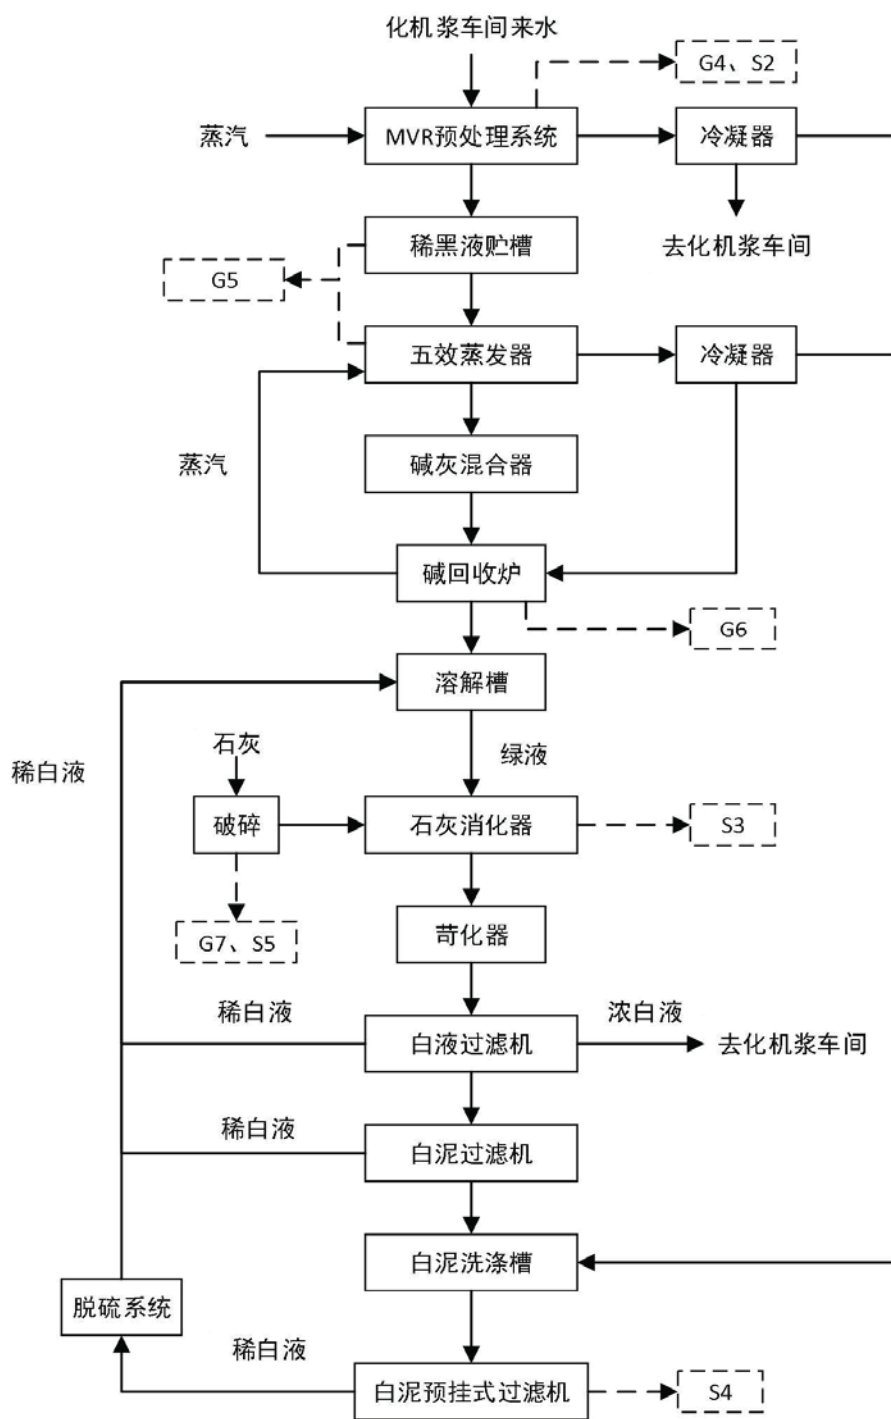 化机浆车间来水
G4、S2
蒸汽
MVR预处理系统
冷凝器
稀黑液贮槽
去化机浆车间
G5
五效蒸发器
冷凝器
蒸汽
碱灰混合器
碱回收炉
G6
溶解槽
稀白液
石灰
绿液
破碎
石灰消化器
S3
G7、S5
苛化器
稀白液
浓白液
白液过滤机
去化机浆车间
稀白液
白泥过滤机
白泥洗涤槽
脱硫系统
稀白液
白泥预挂式过滤机
S4